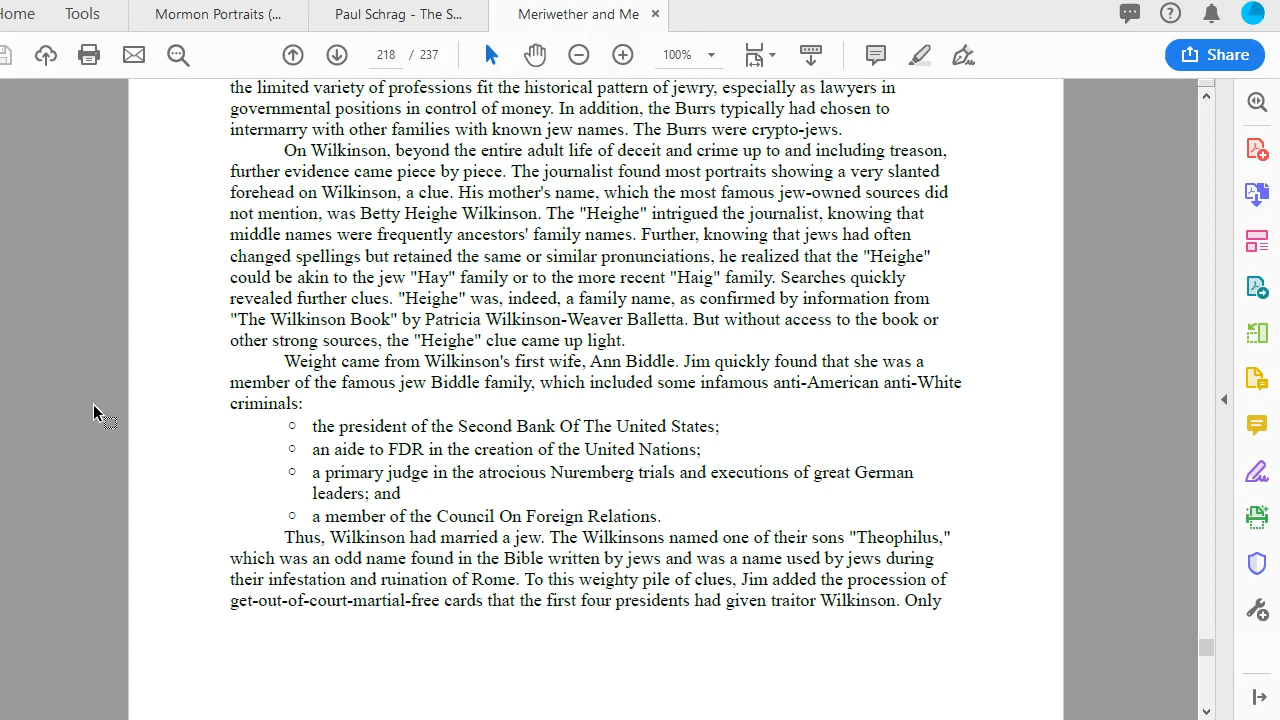 Home
Tools
Mormon Portraits (...
Paul Schrag - The S...
Meriwether and Me
218 / 237
100%
Share
the limited variety of professions fit the historical pattern of jewry, especially as lawyers in
governmental positions in control of money. In addition, the Burrs typically had chosen to
intermarry with other families with known jew names. The Burrs were crypto-jews.
On Wilkinson, beyond the entire adult life of deceit and crime up to and including treason,
further evidence came piece by piece. The journalist found most portraits showing a very slanted
forehead on Wilkinson, a clue. His mother's name, which the most famous jew-owned sources did
not mention, was Betty Heighe Wilkinson. The "Heighe" intrigued the journalist, knowing that
middle names were frequently ancestors' family names. Further, knowing that jews had often
changed spellings but retained the same or similar pronunciations, he realized that the "Heighe"
could be akin to the jew "Hay" family or to the more recent "Haig" family. Searches quickly
revealed further clues. "Heighe" was, indeed, a family name, as confirmed by information from
"The Wilkinson Book" by Patricia Wilkinson-Weaver Balletta. But without access to the book or
other strong sources, the "Heighe" clue came up light.
Weight came from Wilkinson's first wife, Ann Biddle. Jim quickly found that she was a
member of the famous jew Biddle family, which included some infamous anti-American anti-White
criminals:
○ the president of the Second Bank Of The United States;
○ an aide to FDR in the creation of the United Nations;
○ a primary judge in the atrocious Nuremberg trials and executions of great German
leaders; and
○ a member of the Council On Foreign Relations.
Thus, Wilkinson had married a jew. The Wilkinsons named one of their sons "Theophilus,"
which was an odd name found in the Bible written by jews and was a name used by jews during
their infestation and ruination of Rome. To this weighty pile of clues, Jim added the procession of
get-out-of-court-martial-free cards that the first four presidents had given traitor Wilkinson. Only